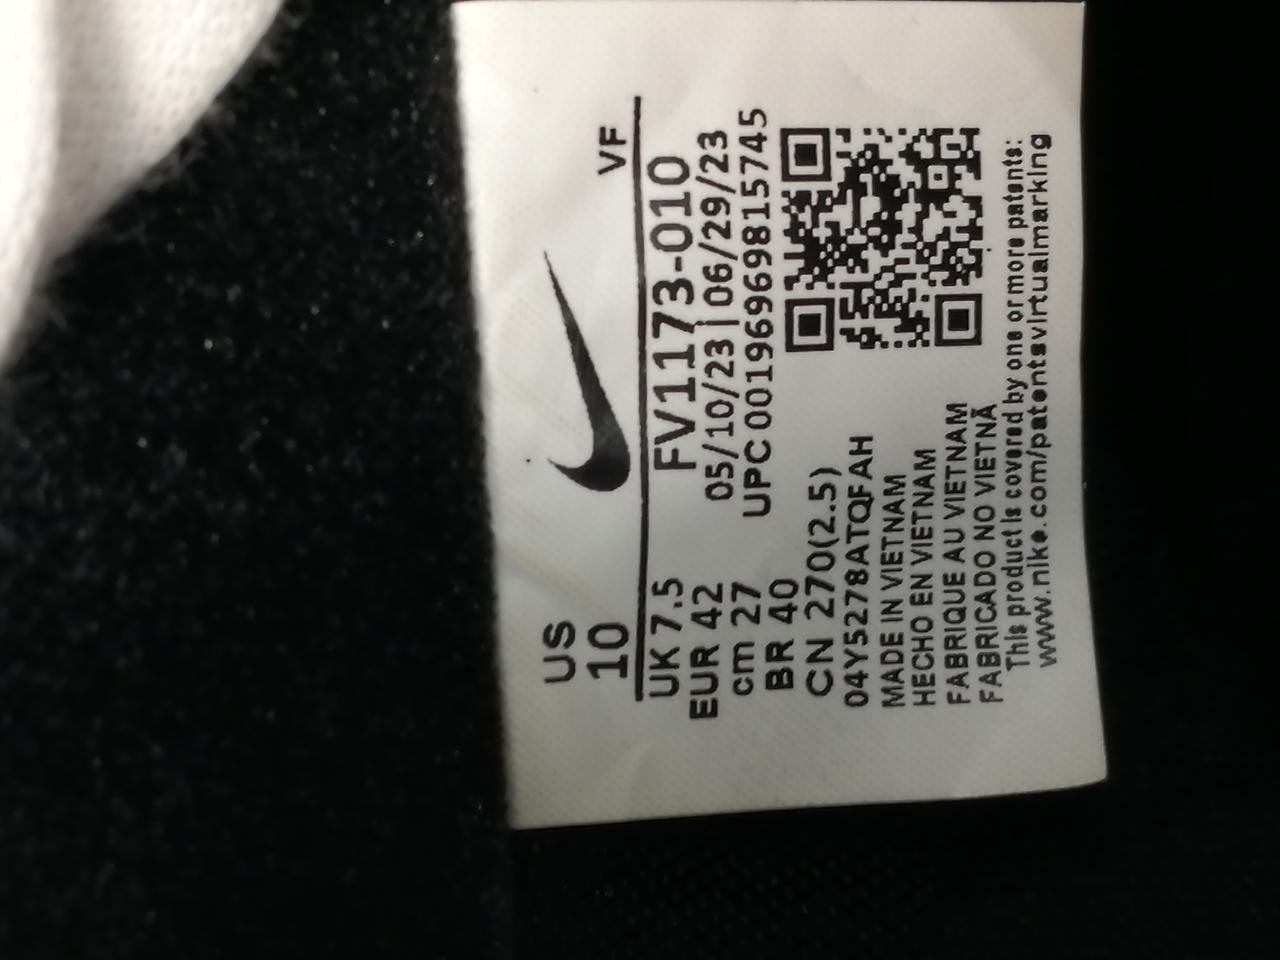 US
10
VF
UK 7.5
EUR 42
cm 27
BR 40
CN 270(2.5)
FV1173-010
05/10/23 | 06/29/23
UPC 00196969815745
04Y5278ATQFAH
MADE IN VIETNAM
HECHO EN VIETNAM
FABRIQUE AU VIETNAM
FABRICADO NO VIETNÃ
This product is covered by one or more patents:
www.nike.com/patentsvirtualmarking